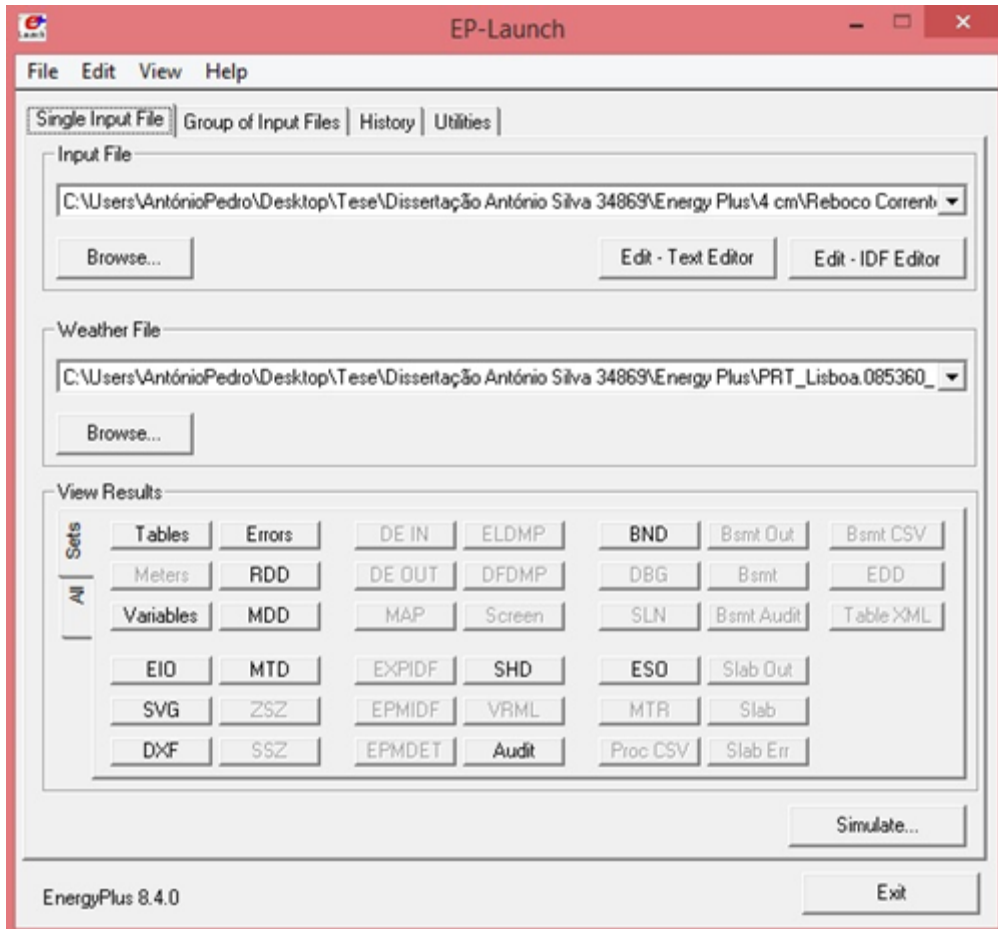 EP-Launch
File Edit View Help
Single Input File Group of Input Files History Utilities
Input File
C:\Users\AntónioPedro\Desktop\Tese\Dissertação António Silva 34869\Energy Plus\4 cm\Reboco Corrent
Browse... Edit - Text Editor Edit - IDF Editor
Weather File
C:\Users\AntónioPedro\Desktop\Tese\Dissertação António Silva 34869\Energy Plus\PRT_Lisboa.085360_
Browse...
View Results
Sets
All
Tables Errors DE IN ELDMP BND Bsmt Out Bsmt CSV
Meters RDD DE OUT DFDMP DBG Bsmt EDD
Variables MDD MAP Screen SLN Bsmt Audit Table XML
EIO MTD EXPIDF SHD ESO Slab Out
SVG ZSZ EPMIDF VRML MTR Slab
DXF SSZ EPMDET Audit Proc CSV Slab Err
Simulate...
EnergyPlus 8.4.0 Exit